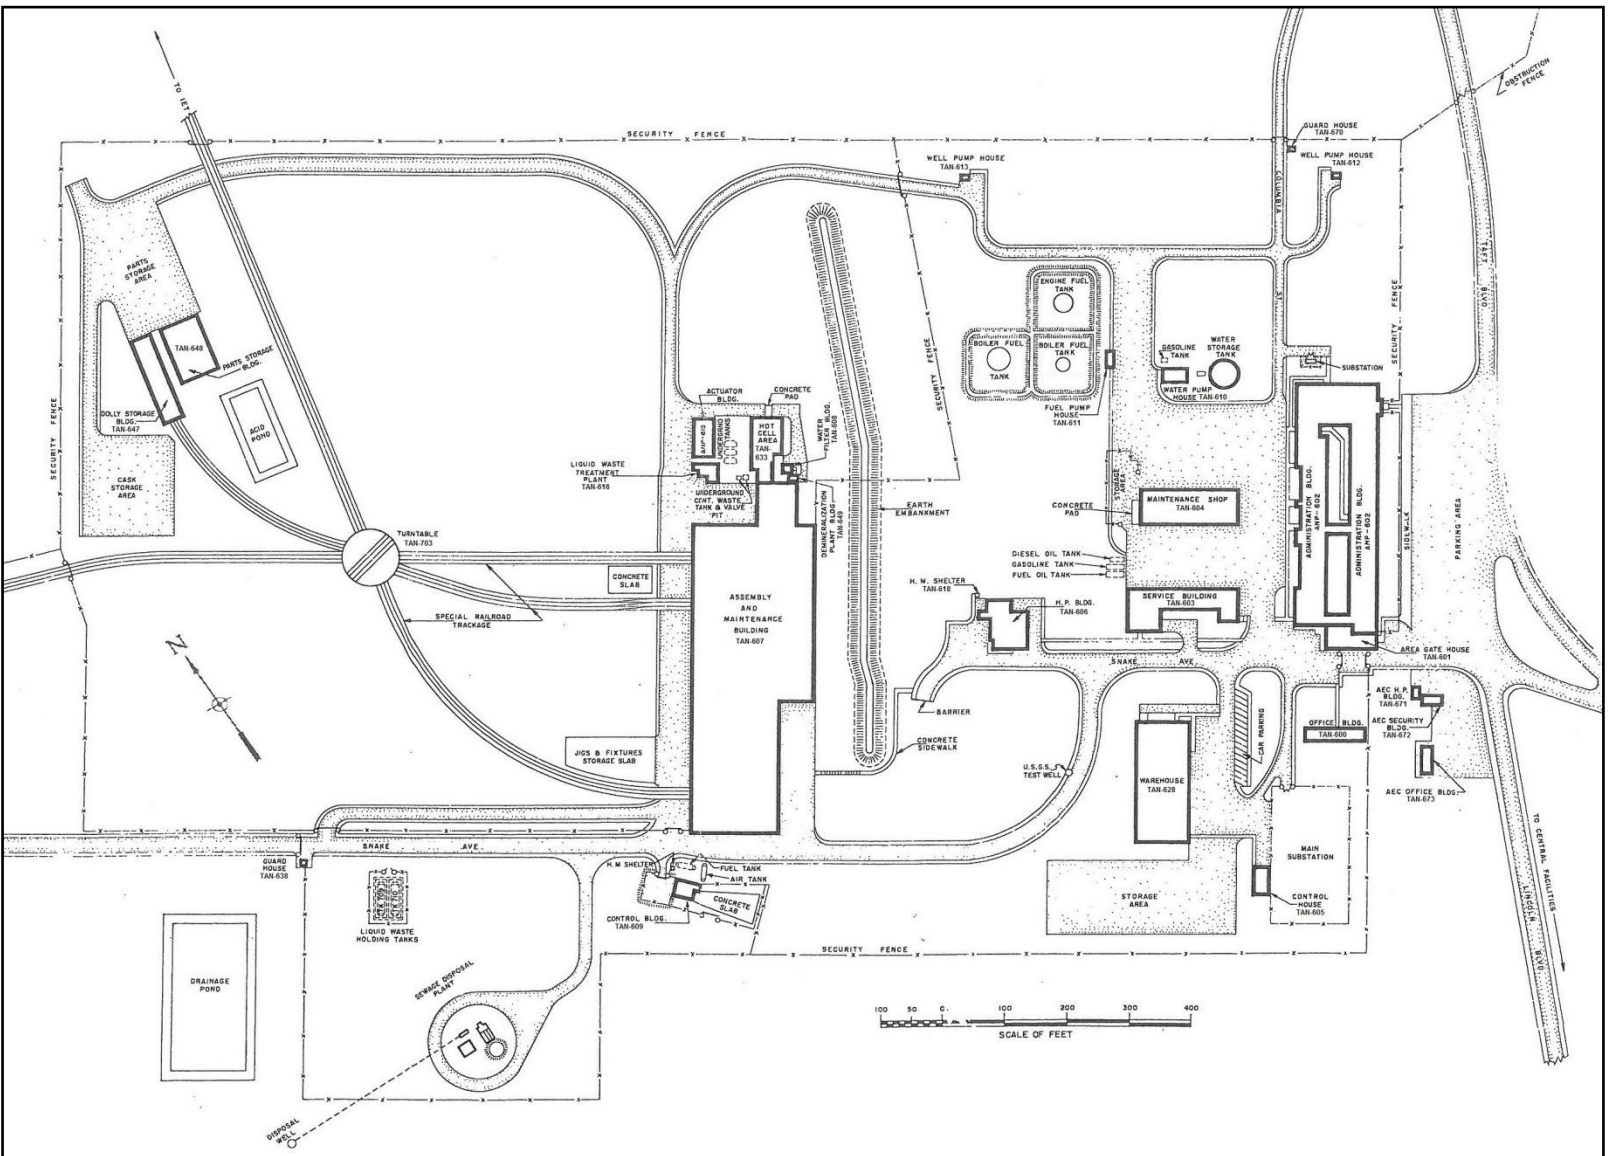 TO IET
OBSTRUCTION
FENCE
SECURITY FENCE
GUARD HOUSE
TAN-670
WELL PUMP HOUSE
TAN-613
WELL PUMP HOUSE
TAN-612
COLUMBIA
ST.
TAFT
BLVD.
PARTS
STORAGE
AREA
SECURITY FENCE
SECURITY FENCE
SECURITY FENCE
ENGINE FUEL
TANK
BOILER FUEL
TANK
BOILER FUEL
TANK
GASOLINE
TANK
WATER
STORAGE
TANK
SUBSTATION
WATER PUMP
HOUSE TAN-610
FUEL PUMP
HOUSE
TAN-611
TAN-648
PARTS STORAGE
BLDG.
DOLLY STORAGE
BLDG.
TAN-647
ACID
POND
CASK
STORAGE
AREA
ACTUATOR
BLDG.
CONCRETE
PAD
UNDERGRND
TANKS
HOT
CELL
AREA
TAN-
633
WATER
FILTER BLDG.
TAN-608
LIQUID WASTE
TREATMENT
PLANT
TAN-616
UNDERGROUND
CENT. WASTE
TANK & VALVE
PIT
DEMINERALIZATION
PLANT BLDG.
TAN-649
EARTH
EMBANKMENT
STORAGE
AREA
MAINTENANCE SHOP
TAN-604
CONCRETE
PAD
ADMINISTRATION BLDG.
ANP-602
ADMINISTRATION BLDG.
ANP-602
SIDEWALK
PARKING AREA
TURNTABLE
TAN-703
CONCRETE
SLAB
DIESEL OIL TANK
GASOLINE TANK
FUEL OIL TANK
ASSEMBLY
AND
MAINTENANCE
BUILDING
TAN-607
H. M. SHELTER
TAN-618
H.P. BLDG.
TAN-606
SERVICE BUILDING
TAN-603
SPECIAL RAILROAD
TRACKAGE
N
SNAKE AVE
AREA GATE HOUSE
TAN-601
AEC H.P.
BLDG.
TAN-671
AEC SECURITY
BLDG.
TAN-672
OFFICE BLDG.
TAN-600
BARRIER
CONCRETE
SIDEWALK
CAR PARKING
JIGS & FIXTURES
STORAGE SLAB
U.S.G.S.
TEST WELL
WAREHOUSE
TAN-628
AEC OFFICE BLDG.
TAN-673
SNAKE AVE
GUARD
HOUSE
TAN-638
H.M SHELTER
FUEL TANK
AIR TANK
CONCRETE
SLAB
CONTROL BLDG.
TAN-609
MAIN
SUBSTATION
STORAGE
AREA
CONTROL
HOUSE
TAN-605
TO CENTRAL FACILITIES
LINCOLN
BLVD.
LIQUID WASTE
HOLDING TANKS
SECURITY FENCE
DRAINAGE
POND
SEWAGE DISPOSAL
PLANT
100 50 0 100 200 300 400
SCALE OF FEET
DISPOSAL
WELL